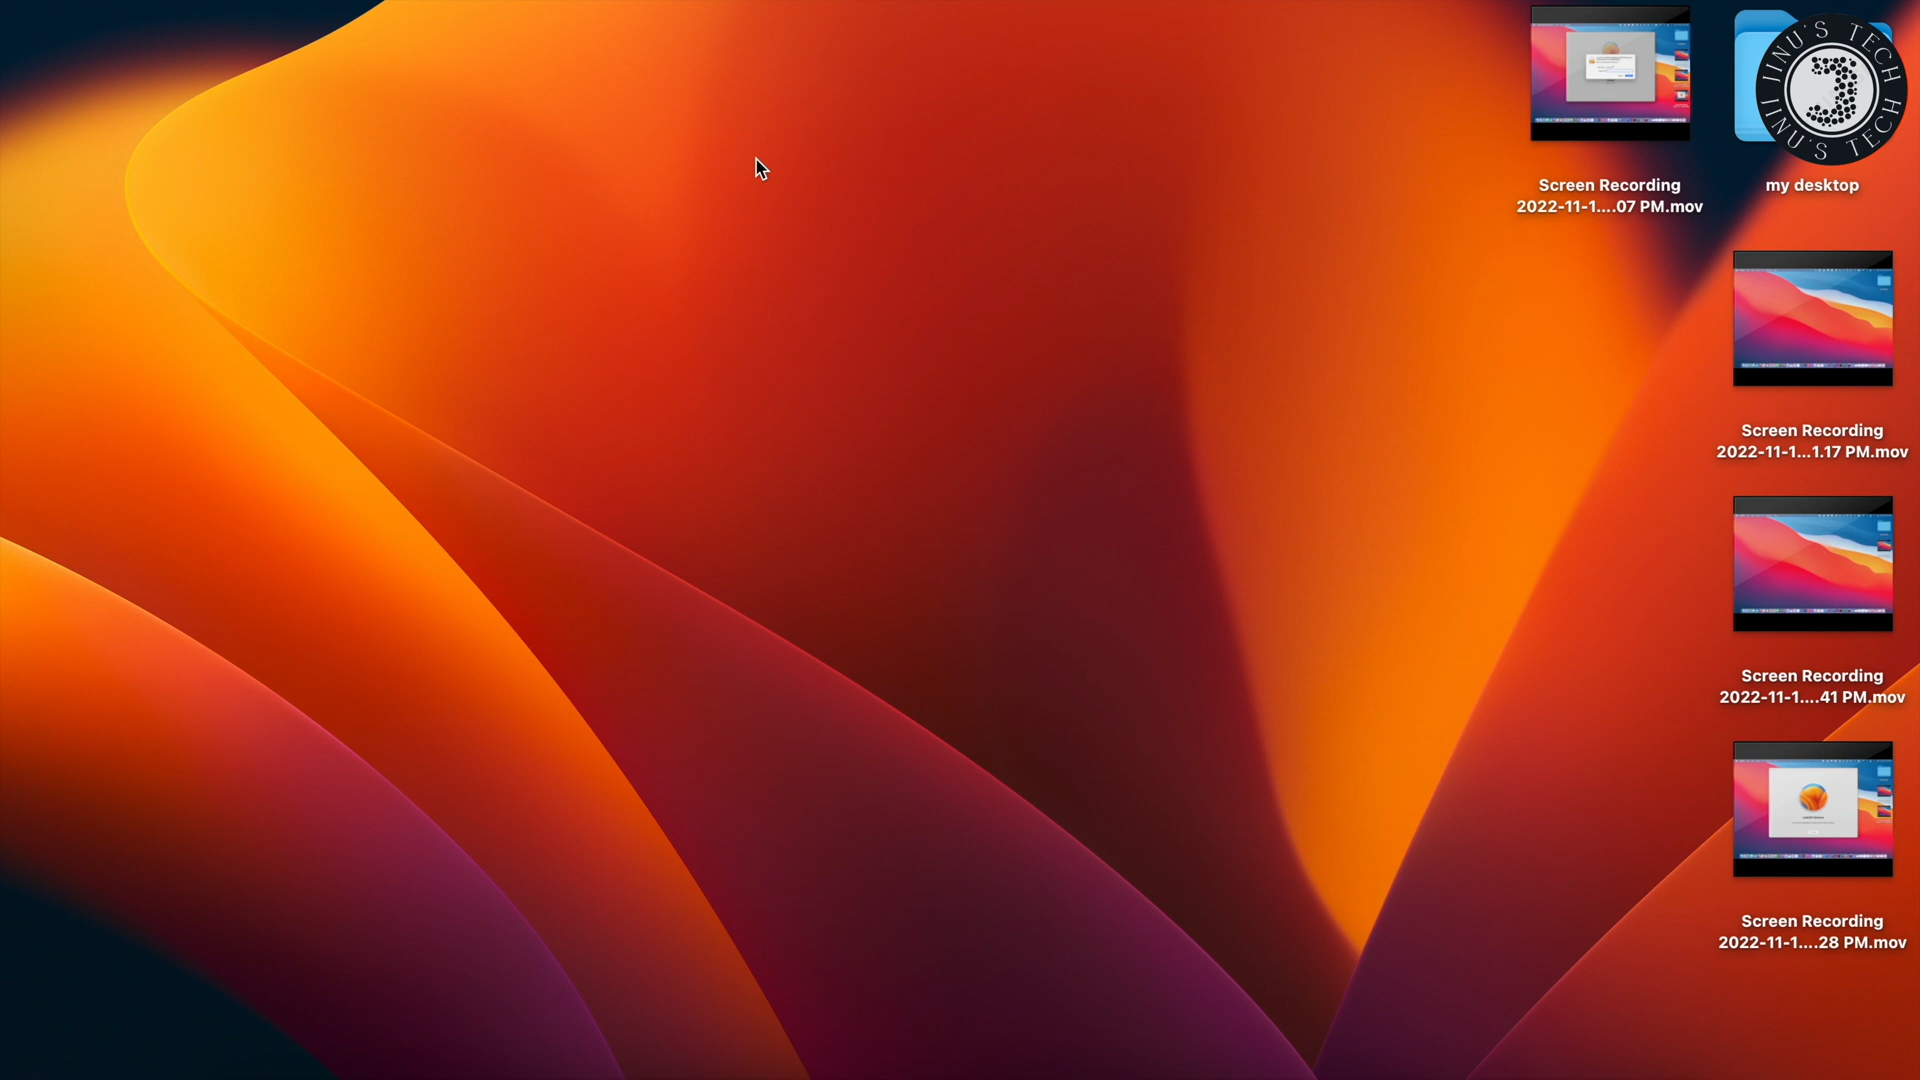 Screen Recording
2022-11-1....07 PM.mov
JINU'S TECH
JINU'S TECH
my desktop
Screen Recording
2022-11-1...1.17 PM.mov
Screen Recording
2022-11-1....41 PM.mov
Screen Recording
2022-11-1....28 PM.mov